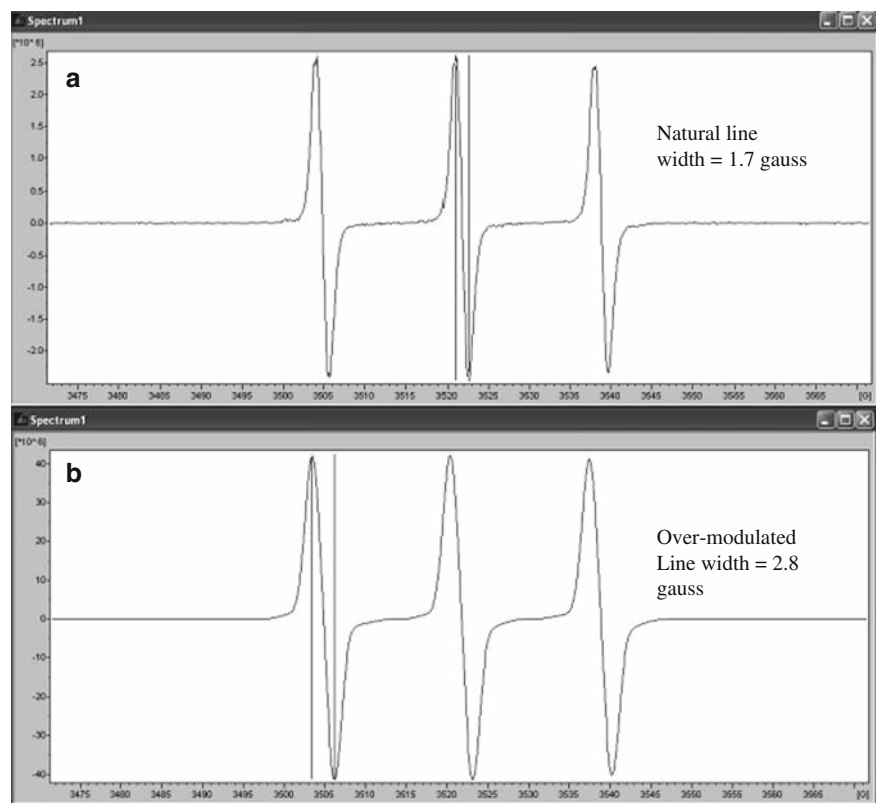 Spectrum1
[*10^ 6]
a
2.5
2.0
1.5
1.0
0.5
0.0
-0.5
-1.0
-1.5
-2.0
Natural line
width = 1.7 gauss
3475 3480 3485 3490 3495 3500 3505 3510 3515 3520 3525 3530 3535 3540 3545 3550 3555 3560 3565 [G]
Spectrum1
[*10^ 6]
b
40
30
20
10
0
-10
-20
-30
-40
Over-modulated
Line width = 2.8
gauss
3475 3480 3485 3490 3495 3500 3505 3510 3515 3520 3525 3530 3535 3540 3545 3550 3555 3560 3565 [G]